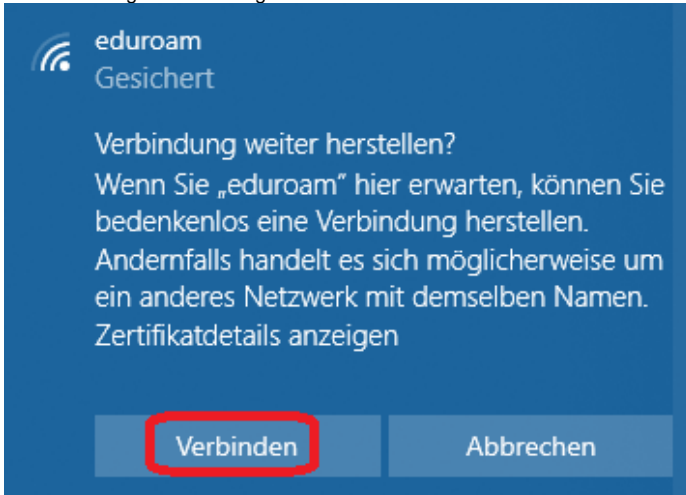 eduroam
Gesichert
Verbindung weiter herstellen?
Wenn Sie „eduroam“ hier erwarten, können Sie
bedenkenlos eine Verbindung herstellen.
Andernfalls handelt es sich möglicherweise um
ein anderes Netzwerk mit demselben Namen.
Zertifikatdetails anzeigen
Verbinden
Abbrechen